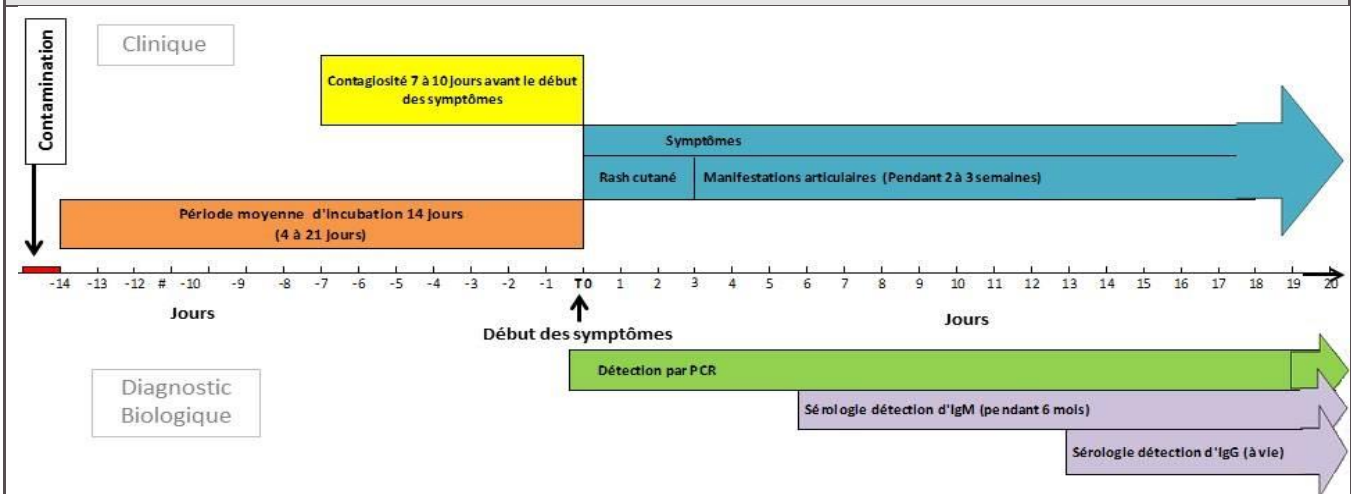 Contamination
Clinique
Contagiosité 7 à 10 jours avant le début
des symptômes
Symptômes
Rash cutané
Manifestations articulaires (Pendant 2 à 3 semaines)
Période moyenne d'incubation 14 jours
(4 à 21 jours)
-14 -13 -12 # -10 -9 -8 -7 -6 -5 -4 -3 -2 -1 T0 1 2 3 4 5 6 7 8 9 10 11 12 13 14 15 16 17 18 19 20
Jours
Jours
Début des symptômes
Diagnostic
Biologique
Détection par PCR
Sérologie détection d'IgM (pendant 6 mois)
Sérologie détection d'IgG (à vie)